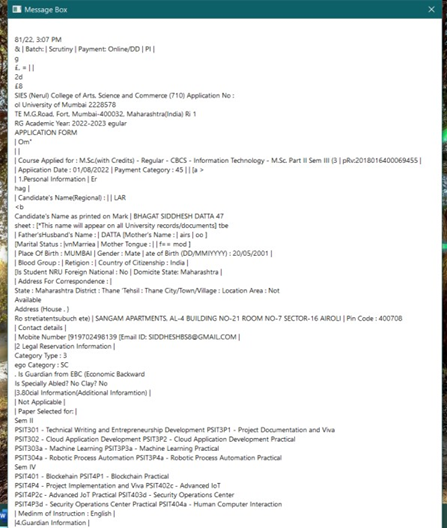 Message Box
81/22, 3:07 PM
& | Batch: | Scrutiny | Payment: Online/DD | PI |
g
£. = | |
2d
£8
SIES (Nerul) College of Arts, Science and Commerce (710) Application No :
ol University of Mumbai 2228578
TE M.G.Road, Fort, Mumbai-400032, Maharashtra(India) Ri 1
RG Academic Year: 2022-2023 egular
APPLICATION FORM
| Om"
| |
| Course Applied for : M.Sc.(with Credits) - Regular - CBCS - Information Technology - M.Sc. Part II Sem III (3 | pRv:2018016400069455 |
| Application Date : 01/08/2022 | Payment Category : 45 | | [a >
| 1.Personal Information | Er
hag |
| Candidate's Name(Regional) : | | LAR
<b
Candidate's Name as printed on Mark | BHAGAT SIDDHESH DATTA 47
sheet : [*This name will appear on all University records/documents] tbe
| Father'sHusband's Name : | DATTA [Mother's Name : | airs | oo ]
[Marital Status : |vnMarriea | Mother Tongue : | | f== mod ]
| Place Of Birth : MUMBAI | Gender : Mate | ate of Birth (DD/MMIYYYY) : 20/05/2001 |
| Blood Group : | Retigion : | Country of Citizenship : India |
[Is Student NRU Foreign National : No | Domicite State: Maharashtra |
| Address For Correspondence : |
State : Maharashtra District : Thane 'Tehsil : Thane City/Town/Village : Location Area : Not
Available
Address (House . )
Ro stretiatentsubuch ete) | SANGAM APARTMENTS, AL-4 BUILDING NO-21 ROOM NO-7 SECTOR-16 AIROLI | Pin Code : 400708
| Contact details |
| Mobite Number [919702498139 [Email ID: SIDDHESHBS8@GMAIL.COM |
|2 Legal Reservation Information |
Category Type : 3
ego Category : SC
. Is Guardian from EBC (Economic Backward
Is Specially Abled? No Clay? No
|3.80cial Information(Additional Inforamtion) |
| Not Applicable |
| Paper Selected for: |
Sem II
PSIT301 - Technical Writing and Entrepreneurship Development PSIT3P1 - Project Documentation and Viva
PSIT302 - Cloud Application Development PSIT3P2 - Cloud Application Development Practical
PSIT303a - Machine Learning PSIT3P3a - Machine Learning Practical
PSIT304a - Robotic Process Automation PSIT3P4a - Robotic Process Automation Practical
Sem IV
PSIT401 - Blockehain PSIT4P1 - Blockchain Practical
PSIT4P4 - Project Implementation and Viva PSIT402c - Advanced IoT
PSIT4P2c - Advanced IoT Practical PSIT403d - Security Operations Center
PSIT4P3d - Security Operations Center Practical PSIT404a - Human Computer Interaction
| Medinm of Instruction : English |
|4.Guardian Information |